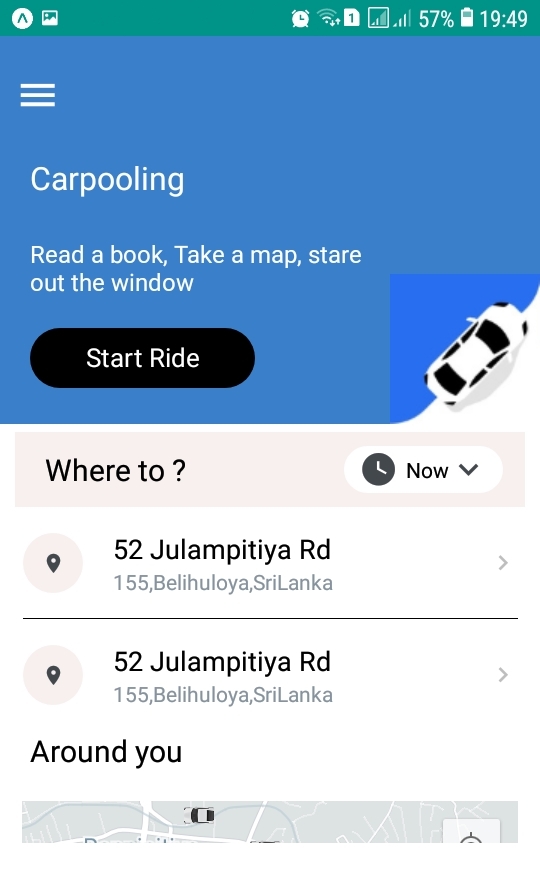 1 57% 19:49
Carpooling
Read a book, Take a map, stare
out the window
Start Ride
Where to ?
Now
52 Julampitiya Rd
155,Belihuloya,SriLanka
52 Julampitiya Rd
155,Belihuloya,SriLanka
Around you